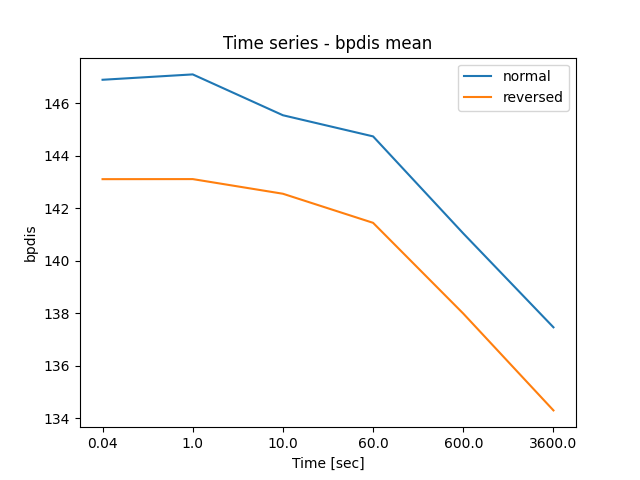 Time series - bpdis mean
normal
reversed
146
144
142
140
138
136
134
bpdis
0.04 1.0 10.0 60.0 600.0 3600.0
Time [sec]